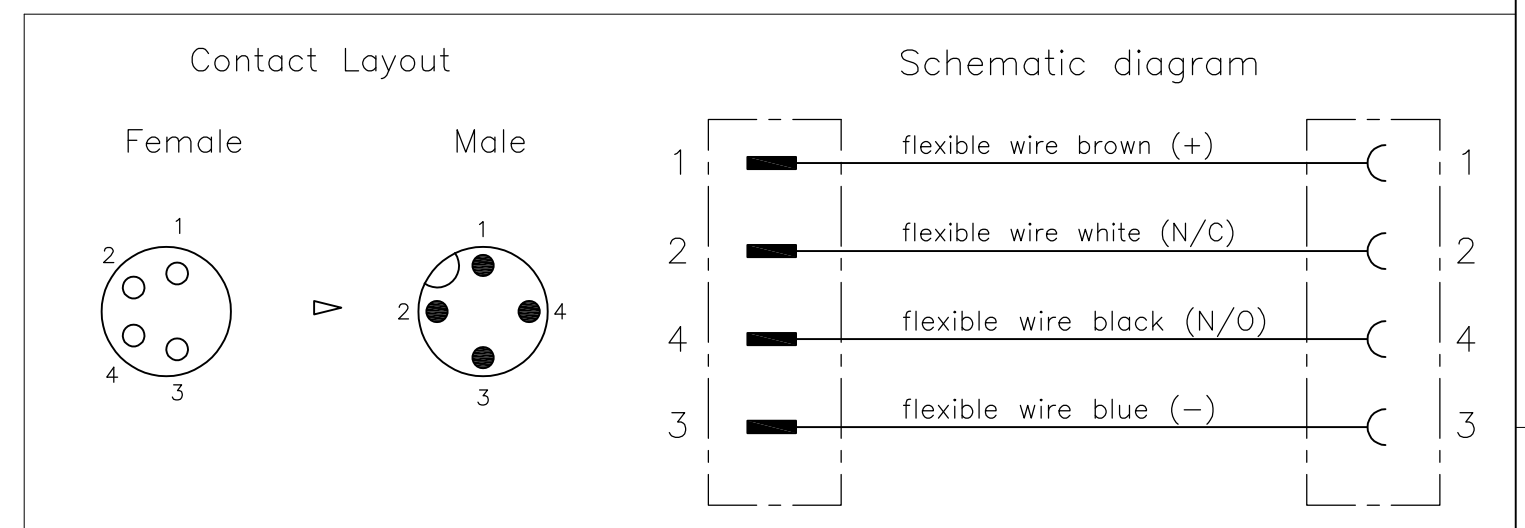 Contact Layout
Female
Male
1
2
4
3
1
2
4
3
Schematic diagram
1 flexible wire brown (+) 1
2 flexible wire white (N/C) 2
4 flexible wire black (N/O) 4
3 flexible wire blue (−) 3